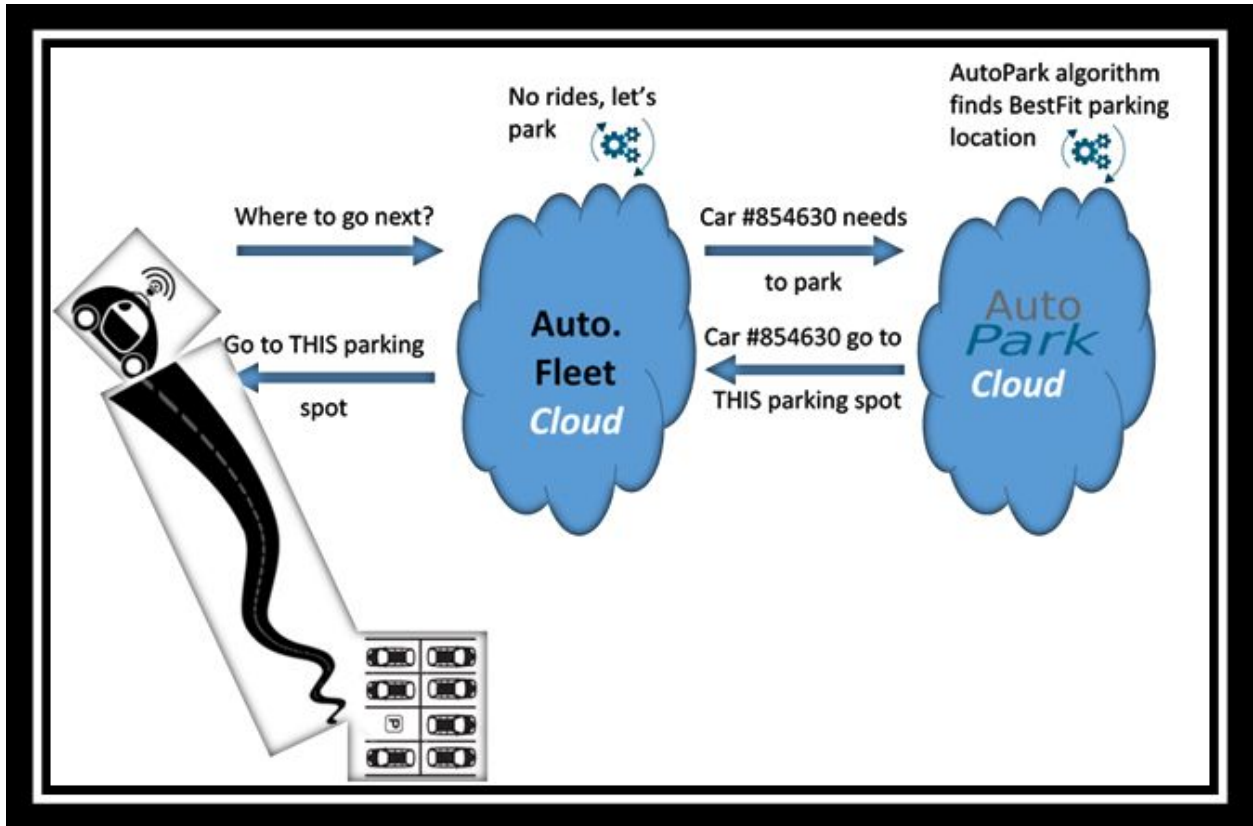 No rides, let's
park
AutoPark algorithm
finds BestFit parking
location
Where to go next?
Car #854630 needs
to park
Go to THIS parking
spot
Car #854630 go to
THIS parking spot
Auto.
Fleet
Cloud
Auto
Park
Cloud
P